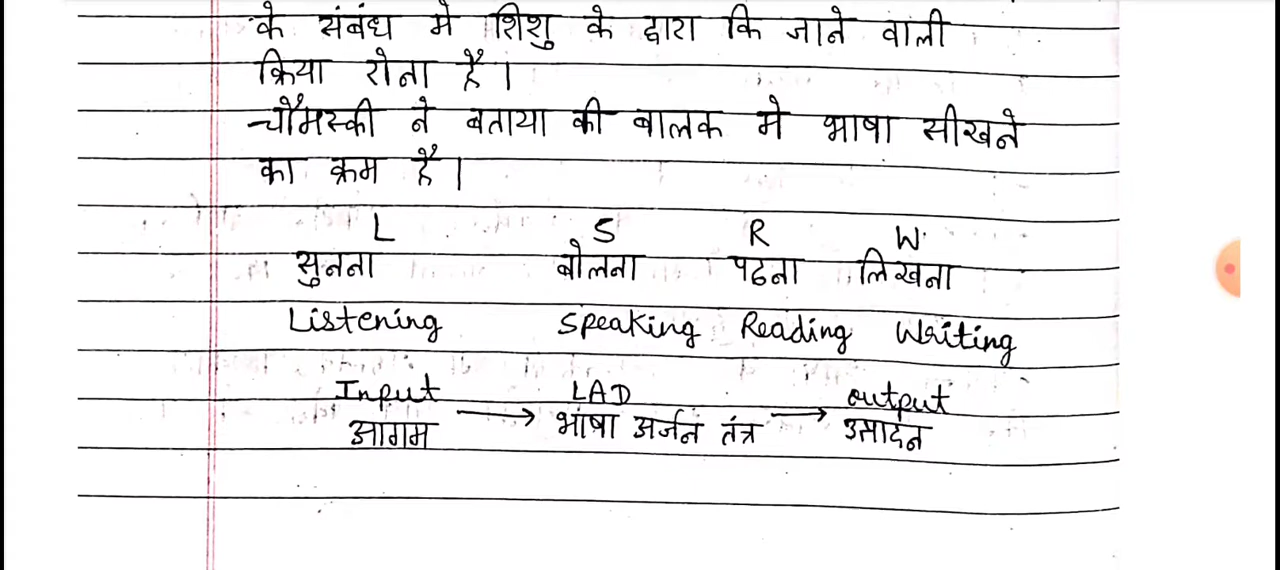 के संबंध मे शिशु के द्वारा कि जाने वाली
क्रिया रोना है।
चौमस्की ने बताया की बालक मे भाषा सीखने
का क्रम है।
L S R W
सुनना बोलना पढना लिखना
Listening Speaking Reading Writing
Input LAD output
आगम → भाषा अर्जन तंत्र → उत्पादन